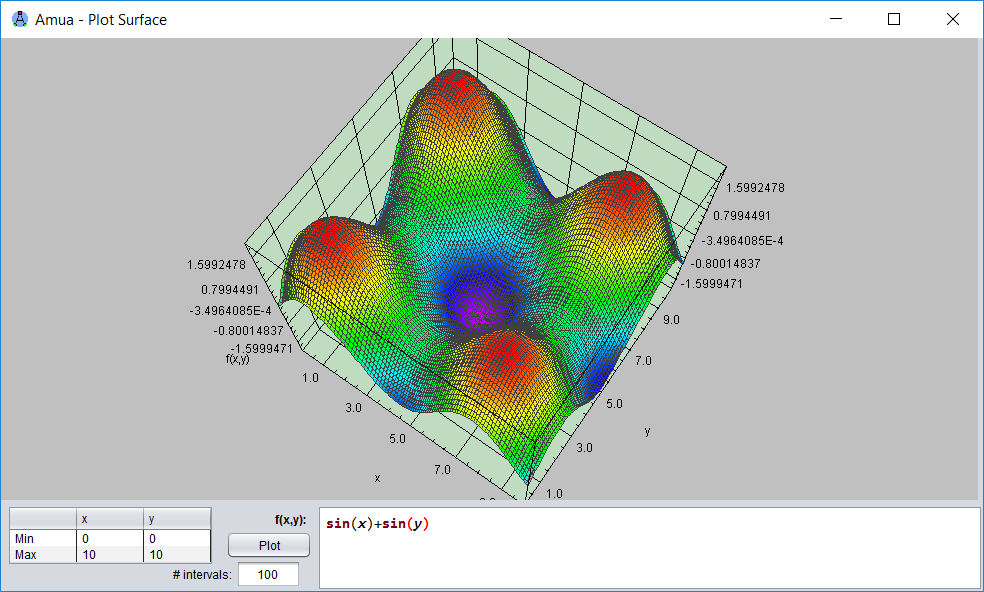 Amua - Plot Surface
1.5992478
0.7994491
-3.4964085E-4
-0.80014837
-1.5999471
1.5992478
0.7994491
-3.4964085E-4
-0.80014837
-1.5999471
f(x,y)
1.0
3.0
5.0
7.0
x
9.0
7.0
5.0
3.0
1.0
y
x y
Min 0 0
Max 10 10
f(x,y):
Plot
# intervals: 100
sin(x)+sin(y)